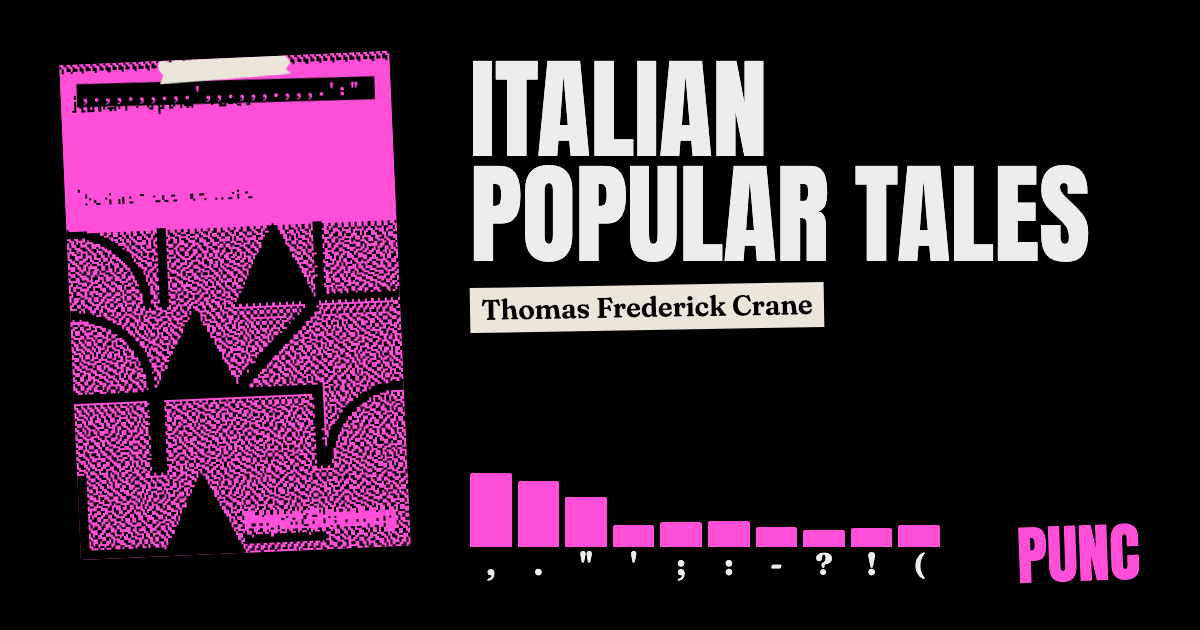 ,.,,.,,.,.'',,.,,,.,,,.':"
ITALIAN
POPULAR TALES
Thomas Frederick Crane
, . " ' ; : - ? ! (
PUNC